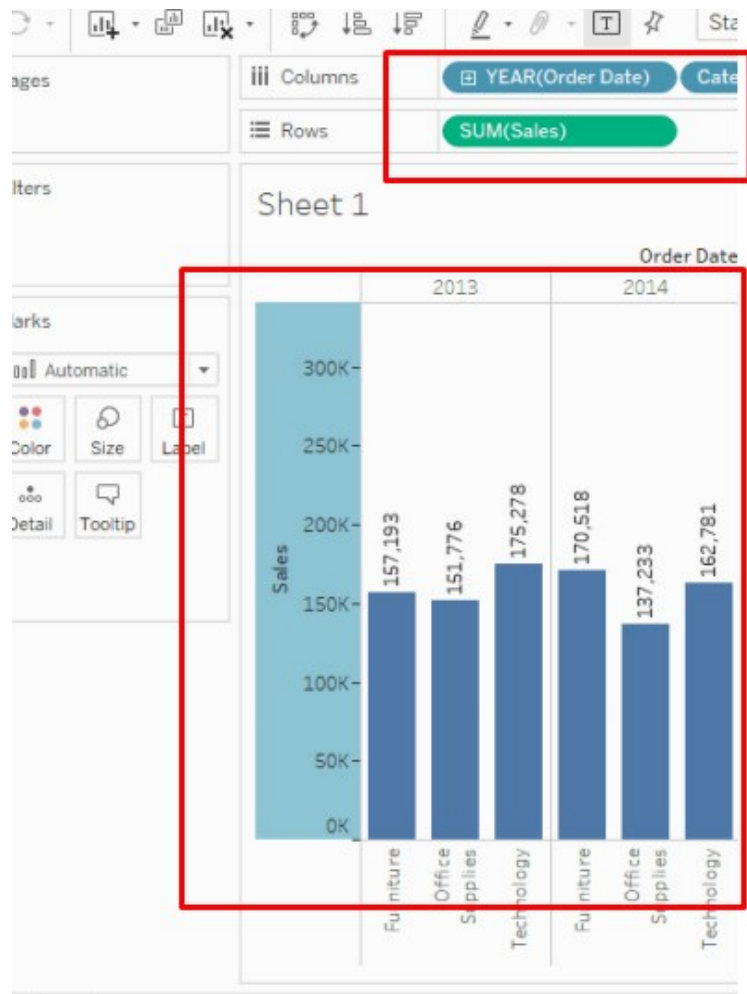 Sta
ages
Columns
YEAR(Order Date)
Cate
Rows
SUM(Sales)
lters
Sheet 1
Order Date
2013
2014
arks
Automatic
Color
Size
Label
Detail
Tooltip
Sales
300K
250K
200K
150K
100K
50K
0K
157,193
151,776
175,278
170,518
137,233
162,781
Furniture
Office
Supplies
Technology
Furniture
Office
Supplies
Technology